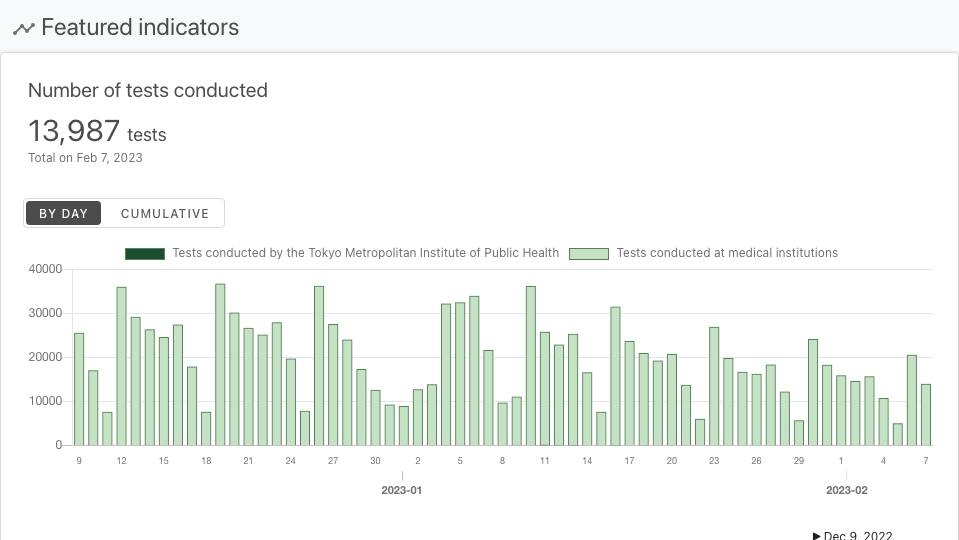 Featured indicators
Number of tests conducted
13,987 tests
Total on Feb 7, 2023
BY DAY CUMULATIVE
Tests conducted by the Tokyo Metropolitan Institute of Public Health Tests conducted at medical institutions
40000
30000
20000
10000
0
9 12 15 18 21 24 27 30 2 5 8 11 14 17 20 23 26 29 1 4 7
2023-01 2023-02
▶ Dec 9, 2022